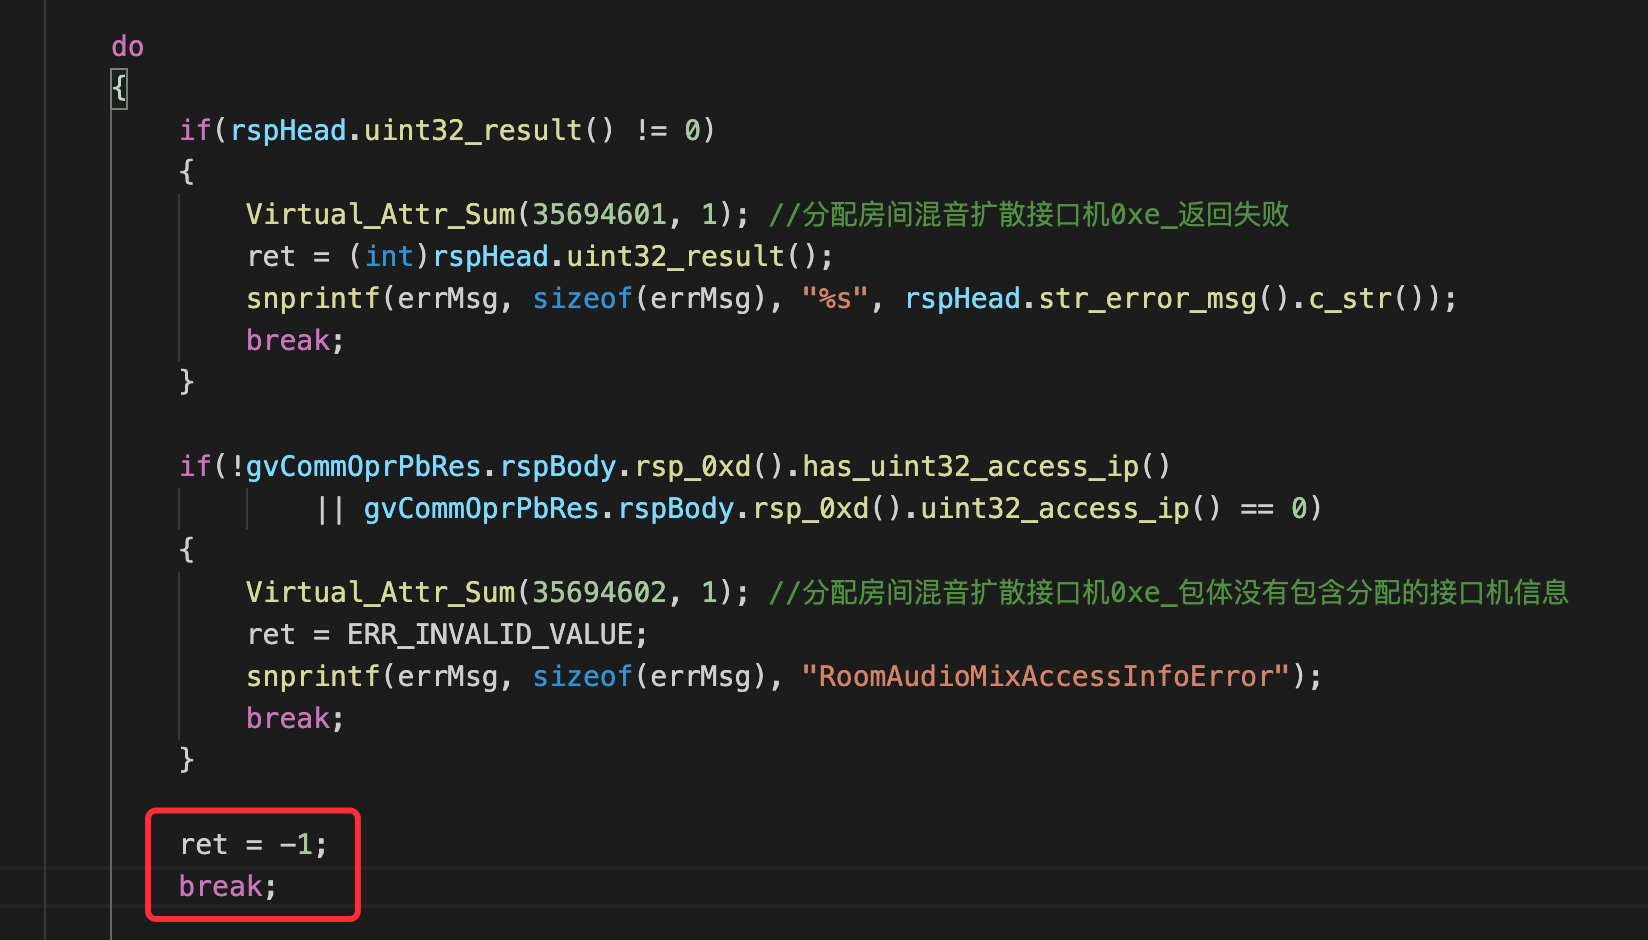 do
{
if(rspHead.uint32_result() != 0)
{
Virtual_Attr_Sum(35694601, 1); //分配房间混音扩散接口机0xe_返回失败
ret = (int)rspHead.uint32_result();
snprintf(errMsg, sizeof(errMsg), "%s", rspHead.str_error_msg().c_str());
break;
}
if(!gvCommOprPbRes.rspBody.rsp_0xd().has_uint32_access_ip()
|| gvCommOprPbRes.rspBody.rsp_0xd().uint32_access_ip() == 0)
{
Virtual_Attr_Sum(35694602, 1); //分配房间混音扩散接口机0xe_包体没有包含分配的接口机信息
ret = ERR_INVALID_VALUE;
snprintf(errMsg, sizeof(errMsg), "RoomAudioMixAccessInfoError");
break;
}
ret = -1;
break;